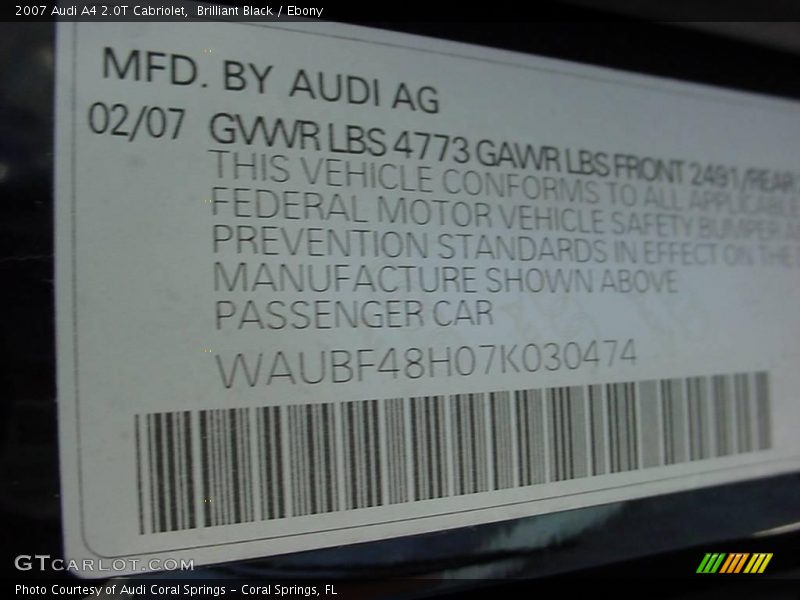 2007 Audi A4 2.0T Cabriolet,  Brilliant Black / Ebony
MFD. BY AUDI AG
02/07 GVWR LBS 4773 GAWR LBS FRONT 2491/REAR
THIS VEHICLE CONFORMS TO ALL APPLICABLE
FEDERAL MOTOR VEHICLE SAFETY BUMPER
PREVENTION STANDARDS IN EFFECT ON THE
MANUFACTURE SHOWN ABOVE
PASSENGER CAR
WAUBF48H07K030474
GTCARLOT.COM
Photo Courtesy of Audi Coral Springs – Coral Springs, FL